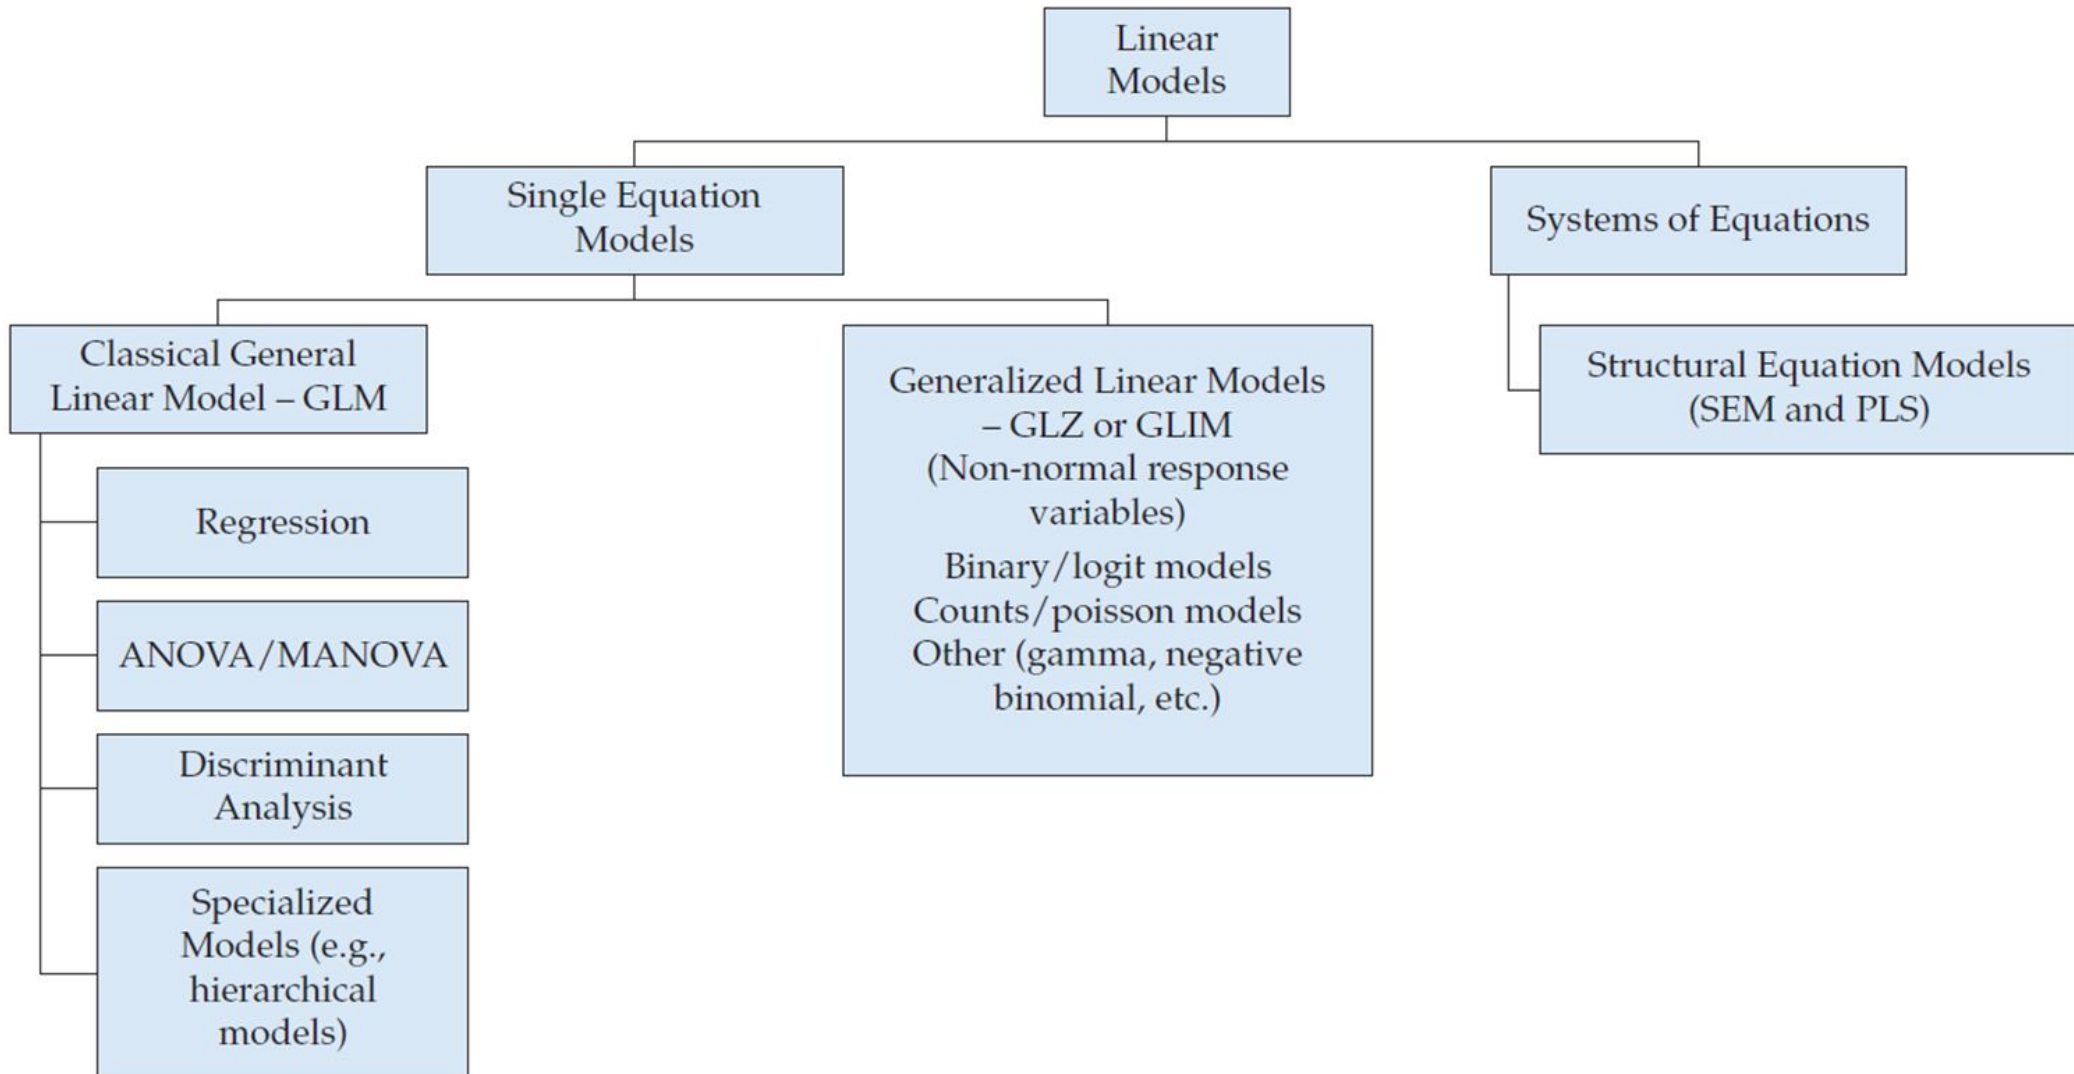 Linear
Models
Single Equation
Models
Systems of Equations
Classical General
Linear Model – GLM
Generalized Linear Models
– GLZ or GLIM
(Non-normal response
variables)
Binary/logit models
Counts/poisson models
Other (gamma, negative
binomial, etc.)
Structural Equation Models
(SEM and PLS)
Regression
ANOVA/MANOVA
Discriminant
Analysis
Specialized
Models (e.g.,
hierarchical
models)